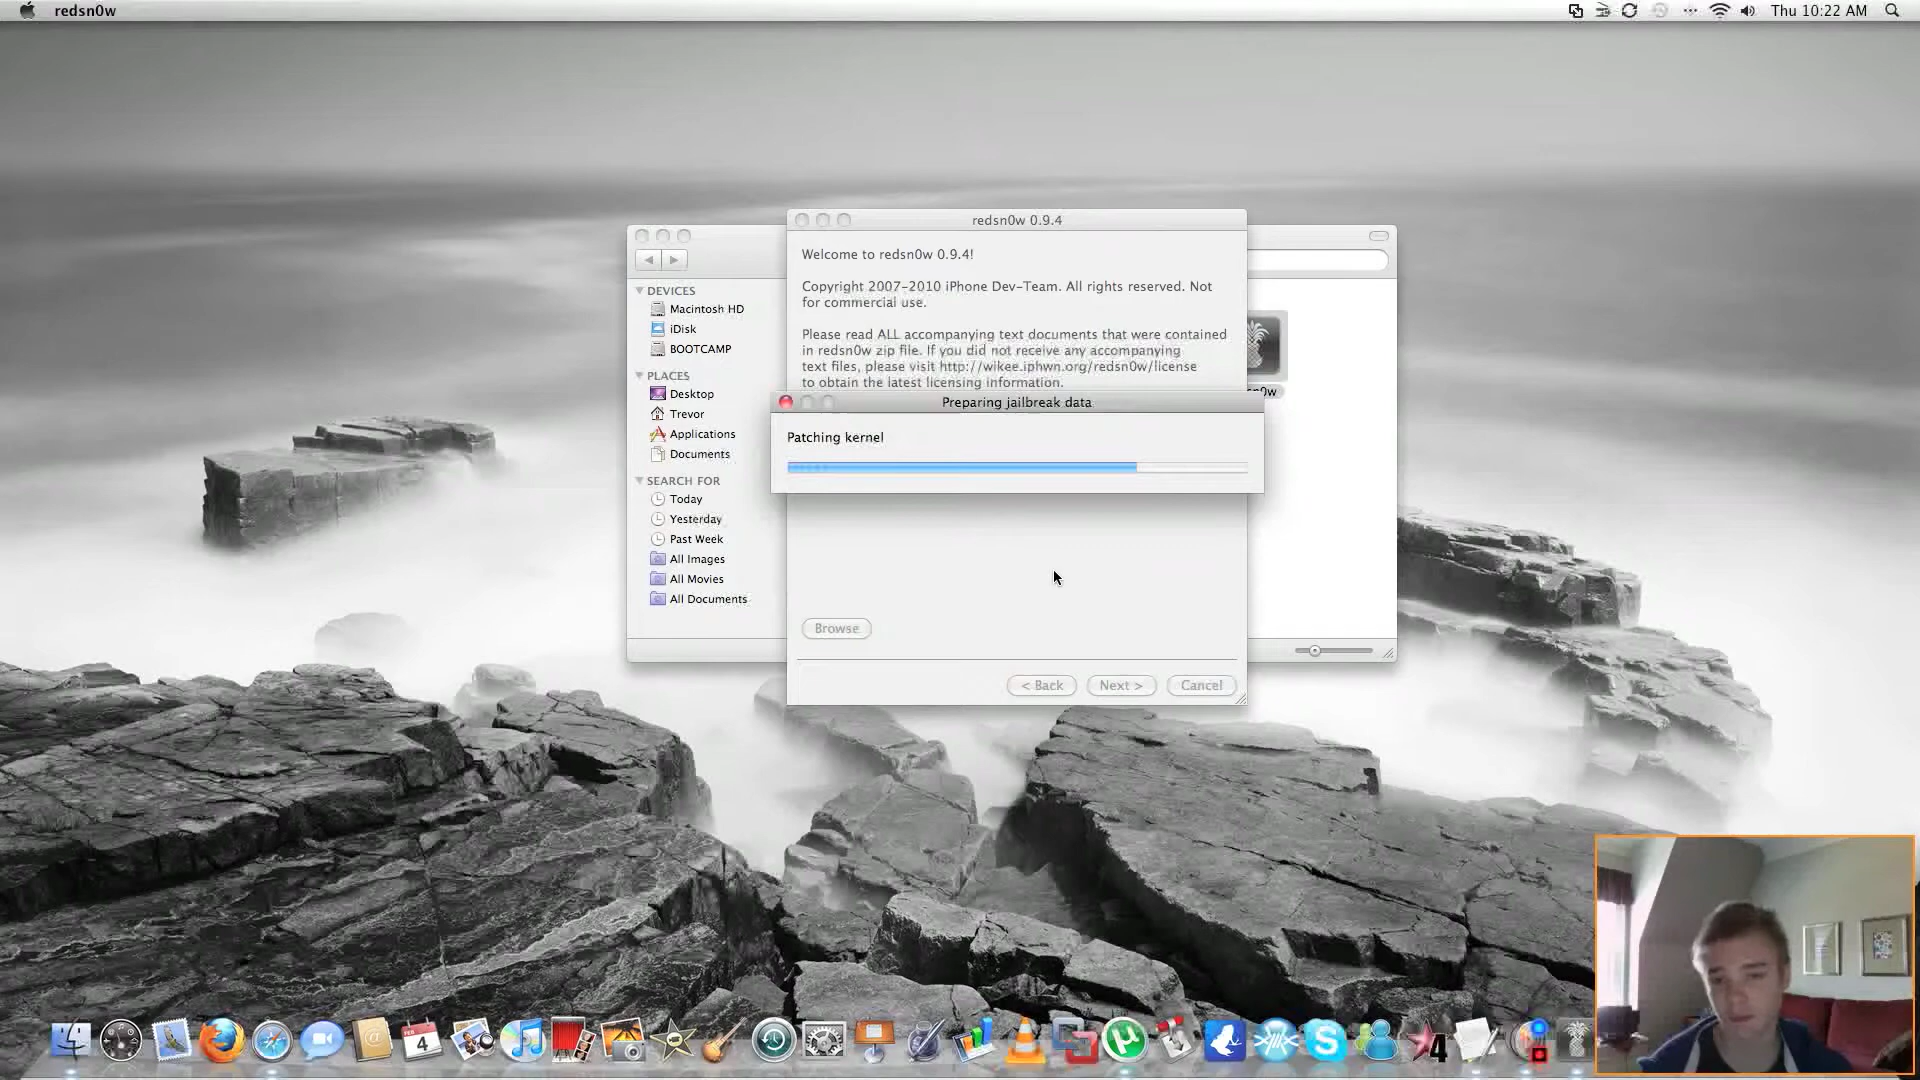 redsn0w
Thu 10:22 AM
redsn0w 0.9.4
Welcome to redsn0w 0.9.4!
Copyright 2007-2010 iPhone Dev-Team. All rights reserved. Not
for commercial use.
Please read ALL accompanying text documents that were contained
in redsn0w zip file. If you did not receive any accompanying
text files, please visit http://wikee.iphwn.org/redsn0w/license
to obtain the latest licensing information.
DEVICES
Macintosh HD
iDisk
BOOTCAMP
PLACES
Desktop
Trevor
Applications
Documents
SEARCH FOR
Today
Yesterday
Past Week
All Images
All Movies
All Documents
sn0w
Preparing jailbreak data
Patching kernel
Browse
< Back
Next >
Cancel
FEB
4
4